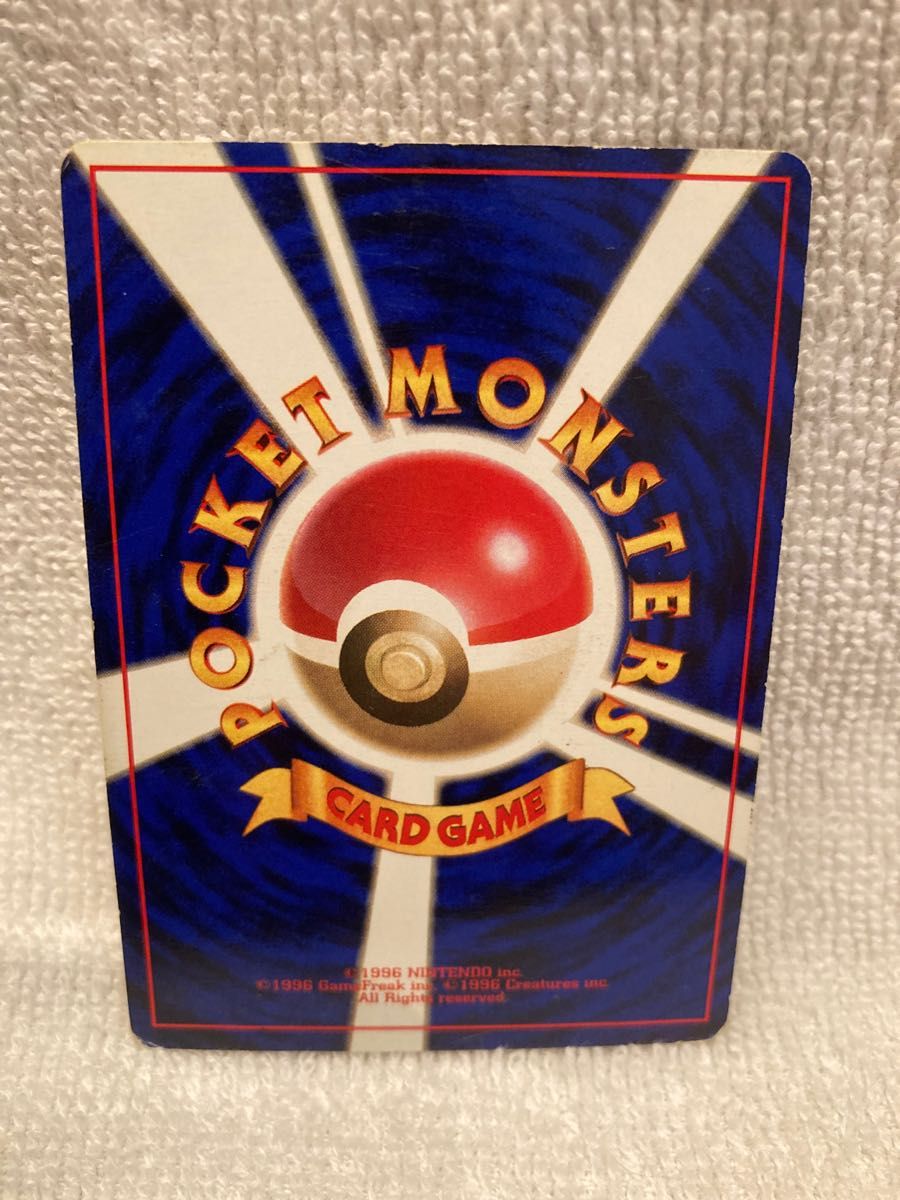 POCKET MONSTERS
CARD GAME
©1996 NINTENDO inc.
©1996 GameFreak inc. ©1996 Creatures inc.
All Rights reserved.